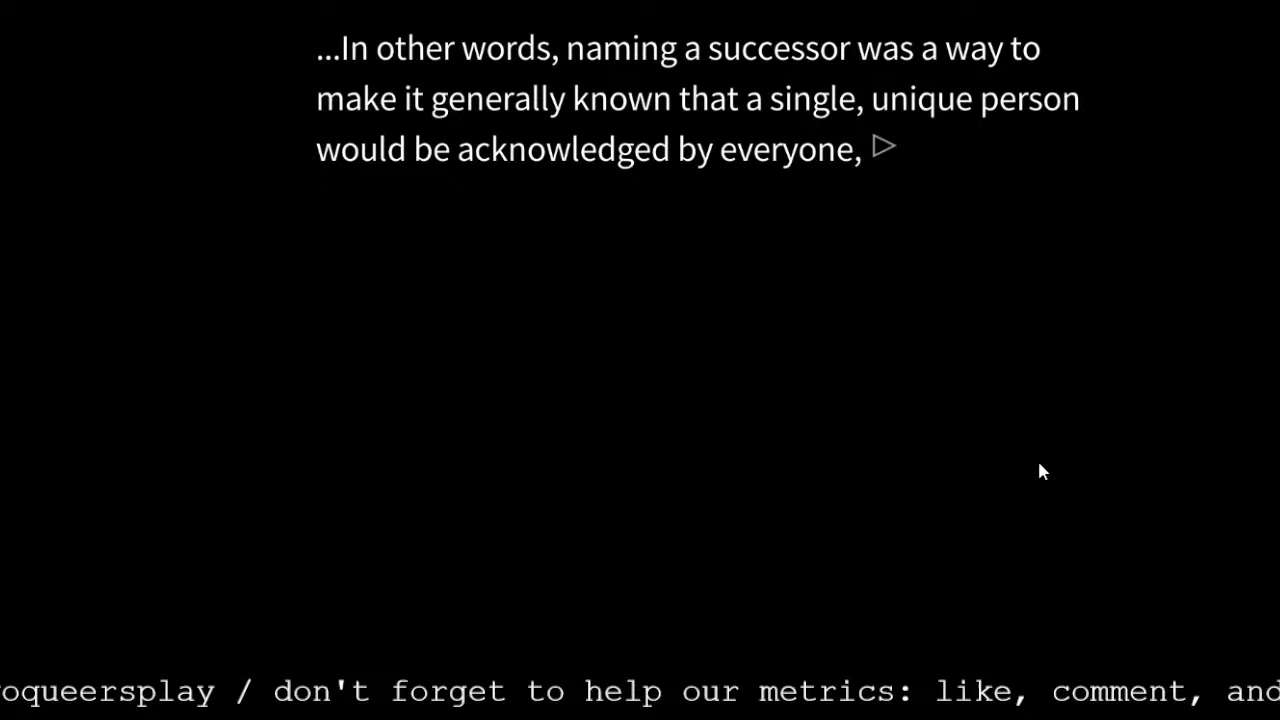 ...In other words, naming a successor was a way to
make it generally known that a single, unique person
would be acknowledged by everyone,
oqueersplay / don't forget to help our metrics: like, comment, and